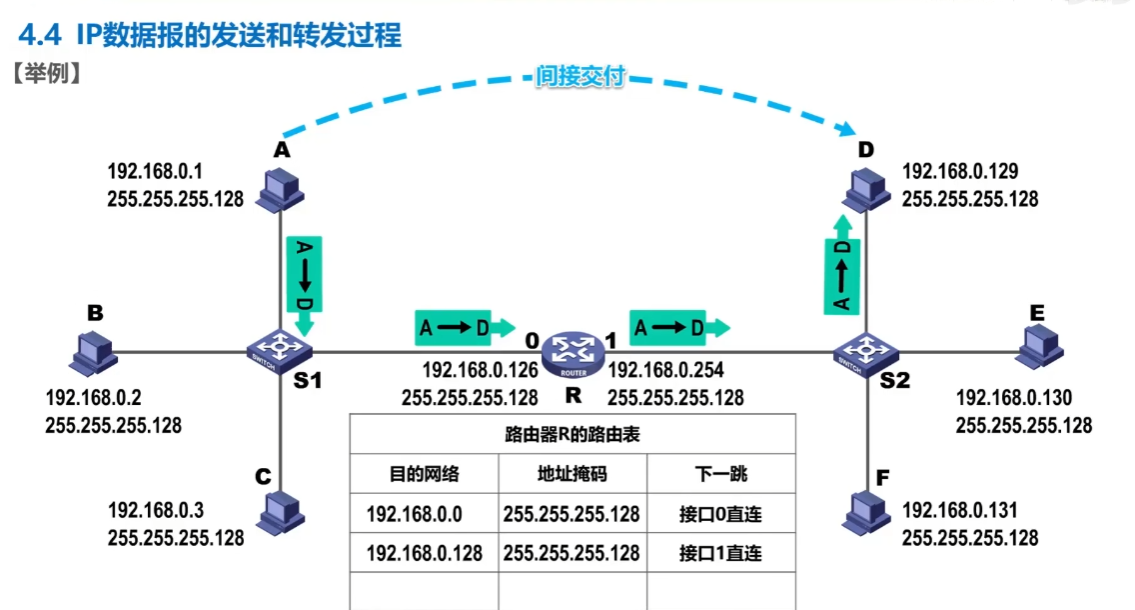 4.4 IP数据报的发送和转发过程
【举例】
间接交付
A
192.168.0.1
255.255.255.128
D
192.168.0.129
255.255.255.128
A→D
A→D
B
192.168.0.2
255.255.255.128
SWITCH
S1
A→D
0
192.168.0.126
255.255.255.128
ROUTER
R
1
A→D
192.168.0.254
255.255.255.128
SWITCH
S2
E
192.168.0.130
255.255.255.128
C
192.168.0.3
255.255.255.128
F
192.168.0.131
255.255.255.128
路由器R的路由表
目的网络 地址掩码 下一跳
192.168.0.0 255.255.255.128 接口0直连
192.168.0.128 255.255.255.128 接口1直连